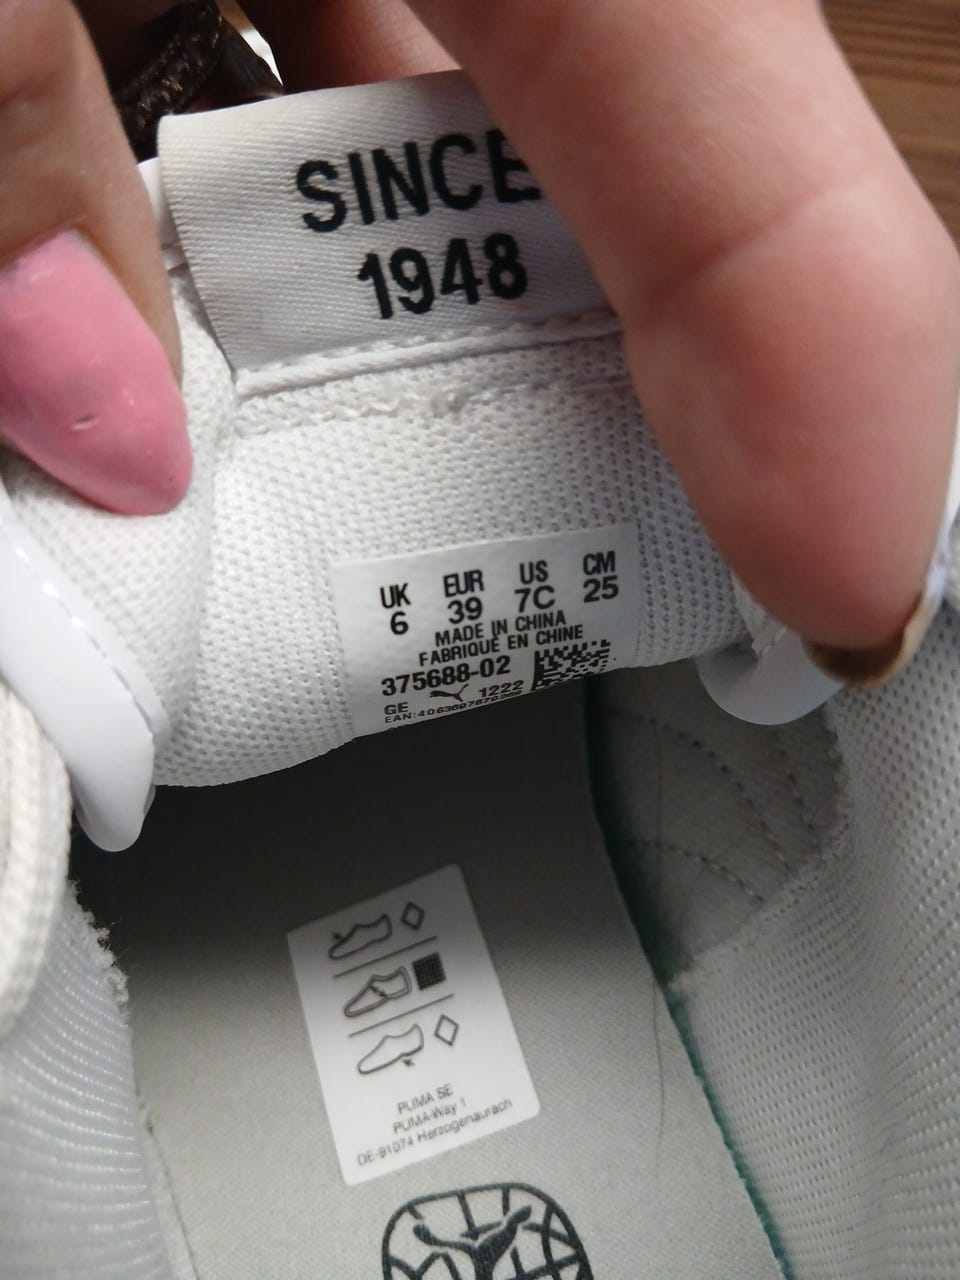 SINCE
1948
UK EUR US CM
6 39 7C 25
MADE IN CHINA
FABRIQUÉ EN CHINE
375688-02
GE 1222
EAN:
PUMA SE
PUMA-Way 1
DE-91074 Herzogenaurach